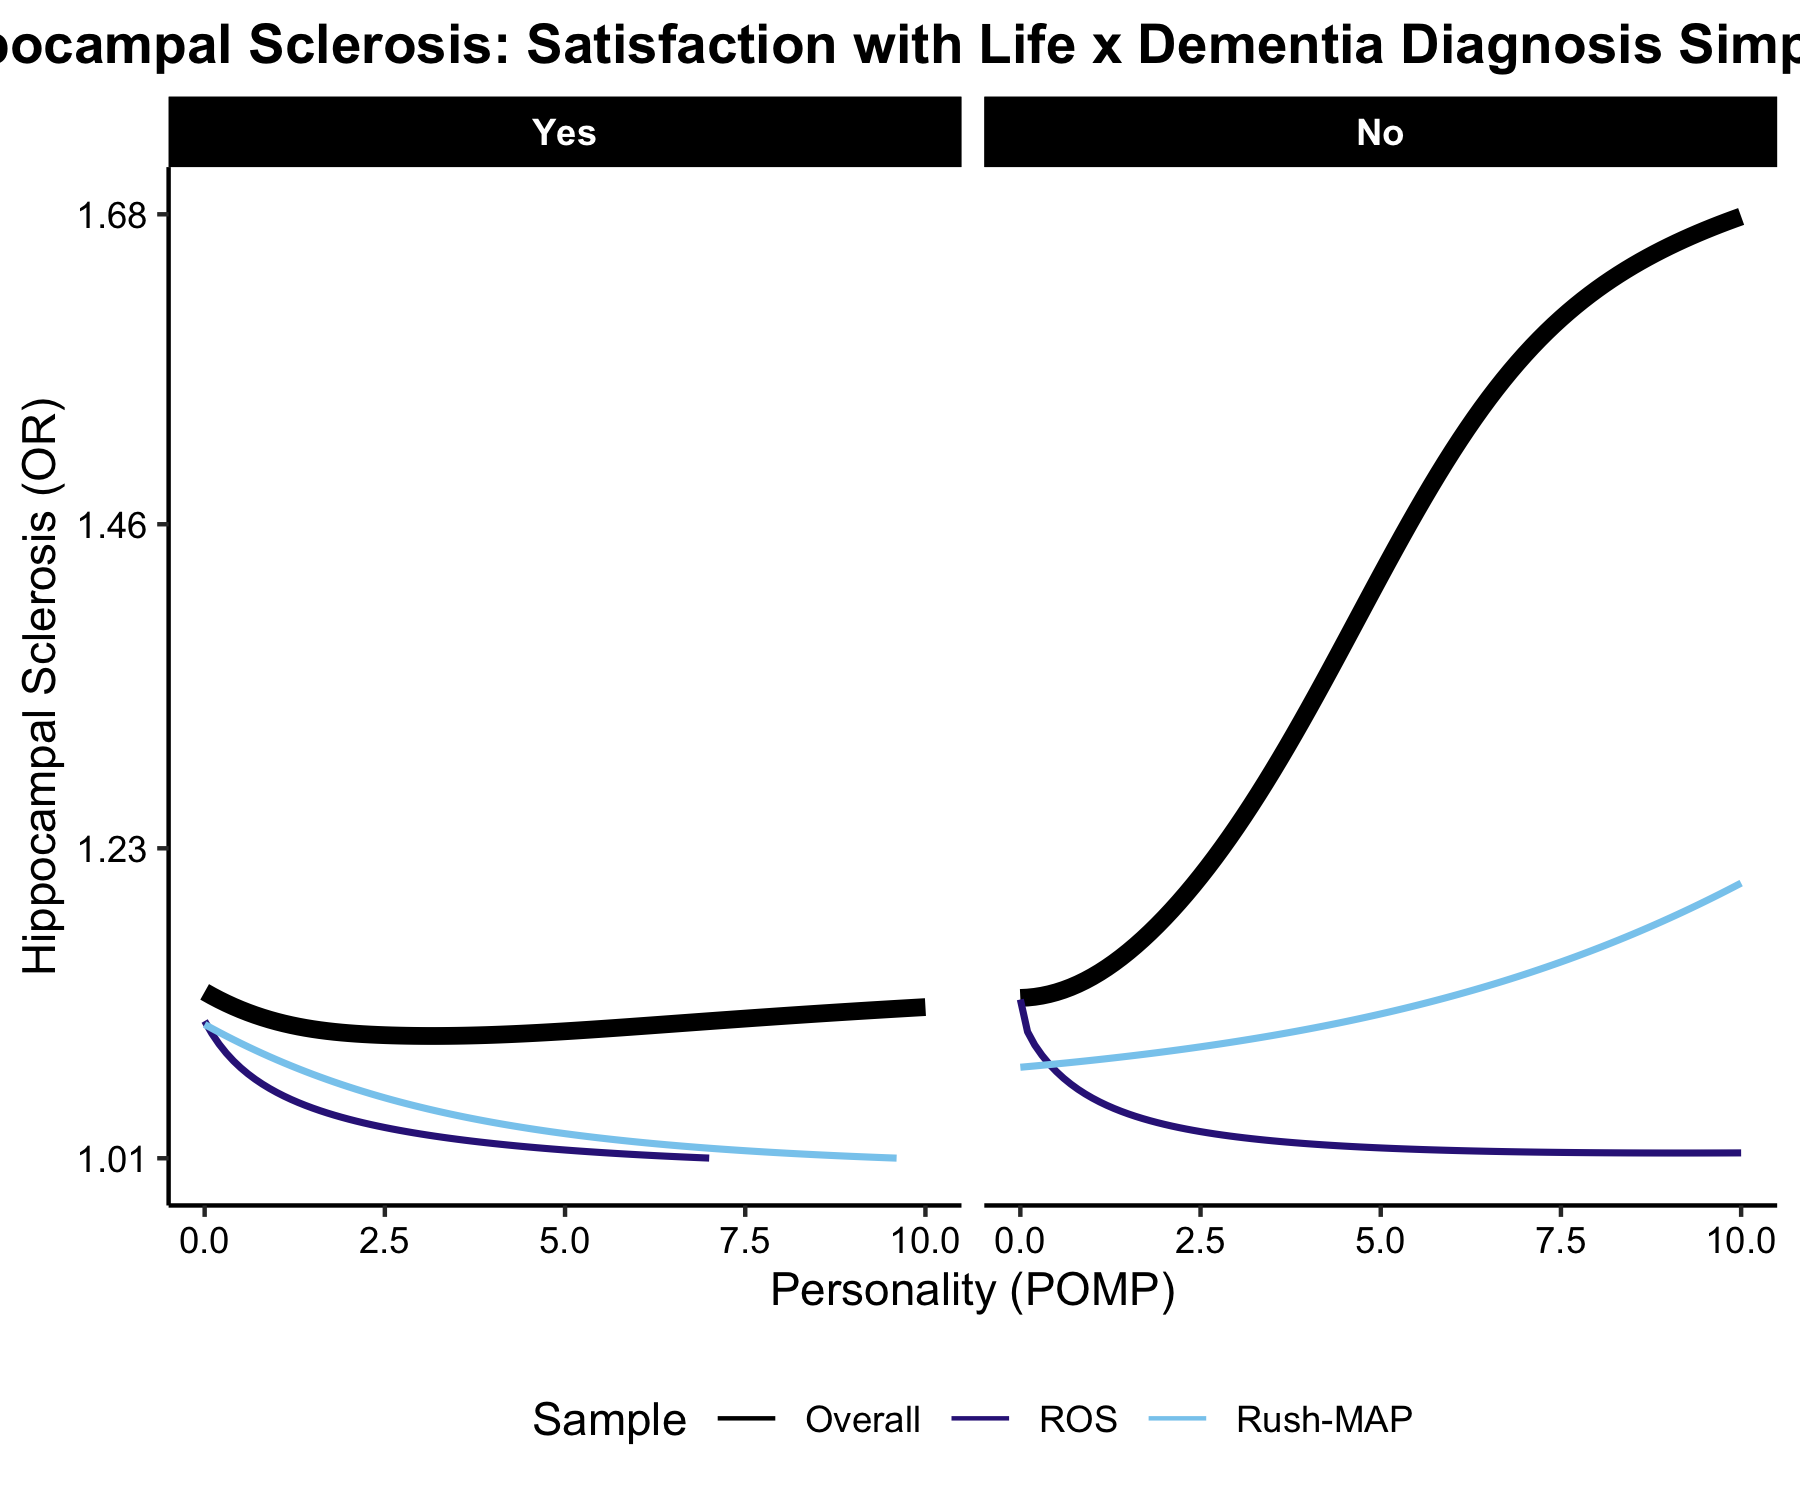 pocampal Sclerosis: Satisfaction with Life x Dementia Diagnosis Simp
Yes No
1.68
1.46
1.23
1.01
Hippocampal Sclerosis (OR)
0.0 2.5 5.0 7.5 10.0 0.0 2.5 5.0 7.5 10.0
Personality (POMP)
Sample Overall ROS Rush-MAP